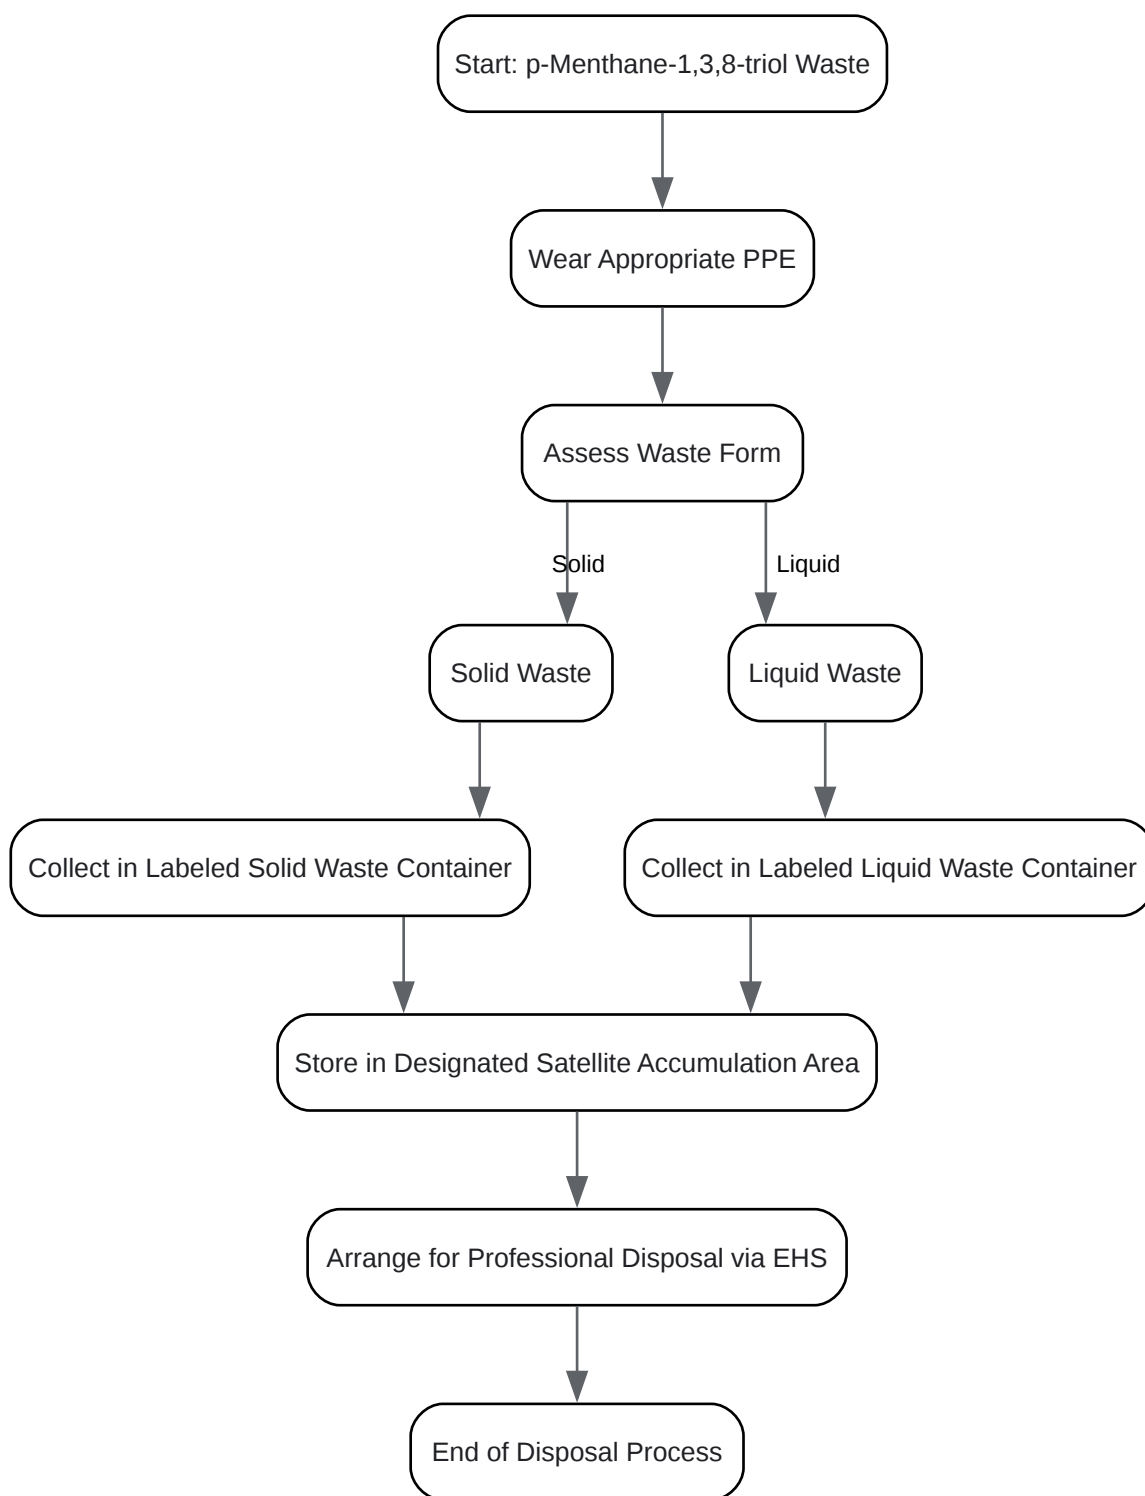 Start: p-Menthane-1,3,8-triol Waste
Wear Appropriate PPE
Assess Waste Form
Solid
Liquid
Solid Waste
Liquid Waste
Collect in Labeled Solid Waste Container
Collect in Labeled Liquid Waste Container
Store in Designated Satellite Accumulation Area
Arrange for Professional Disposal via EHS
End of Disposal Process